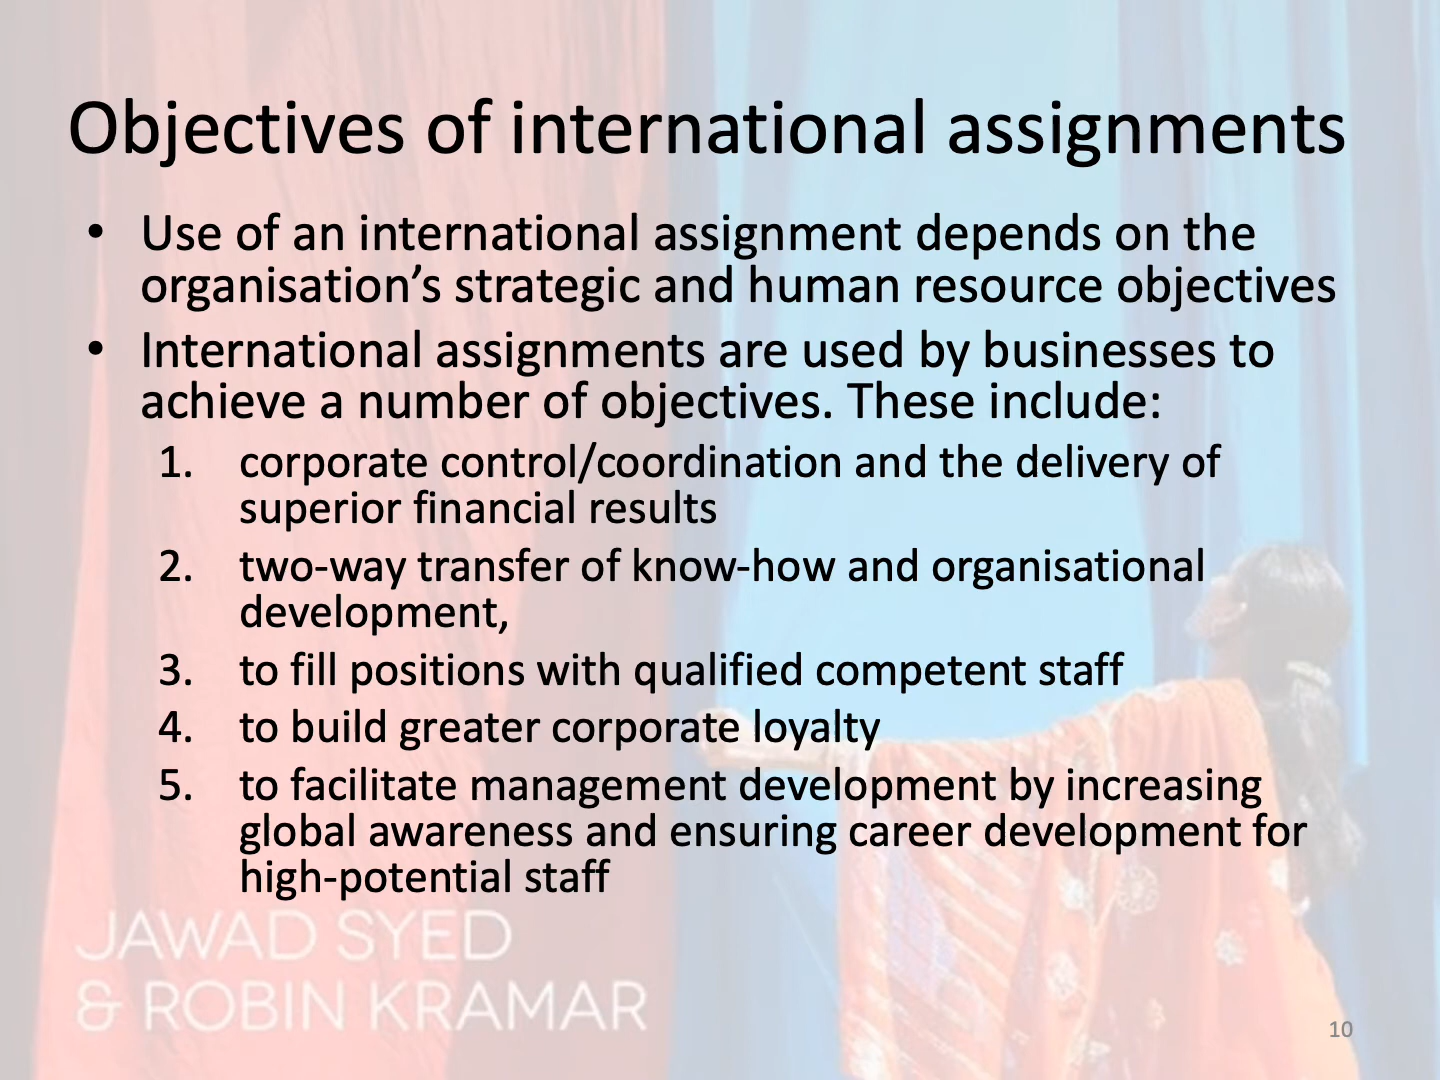 Objectives of international assignments
• Use of an international assignment depends on the
organisation’s strategic and human resource objectives
• International assignments are used by businesses to
achieve a number of objectives. These include:
1. corporate control/coordination and the delivery of
superior financial results
2. two-way transfer of know-how and organisational
development,
3. to fill positions with qualified competent staff
4. to build greater corporate loyalty
5. to facilitate management development by increasing
global awareness and ensuring career development for
high-potential staff
JAWAD SYED
& ROBIN KRAMAR
10